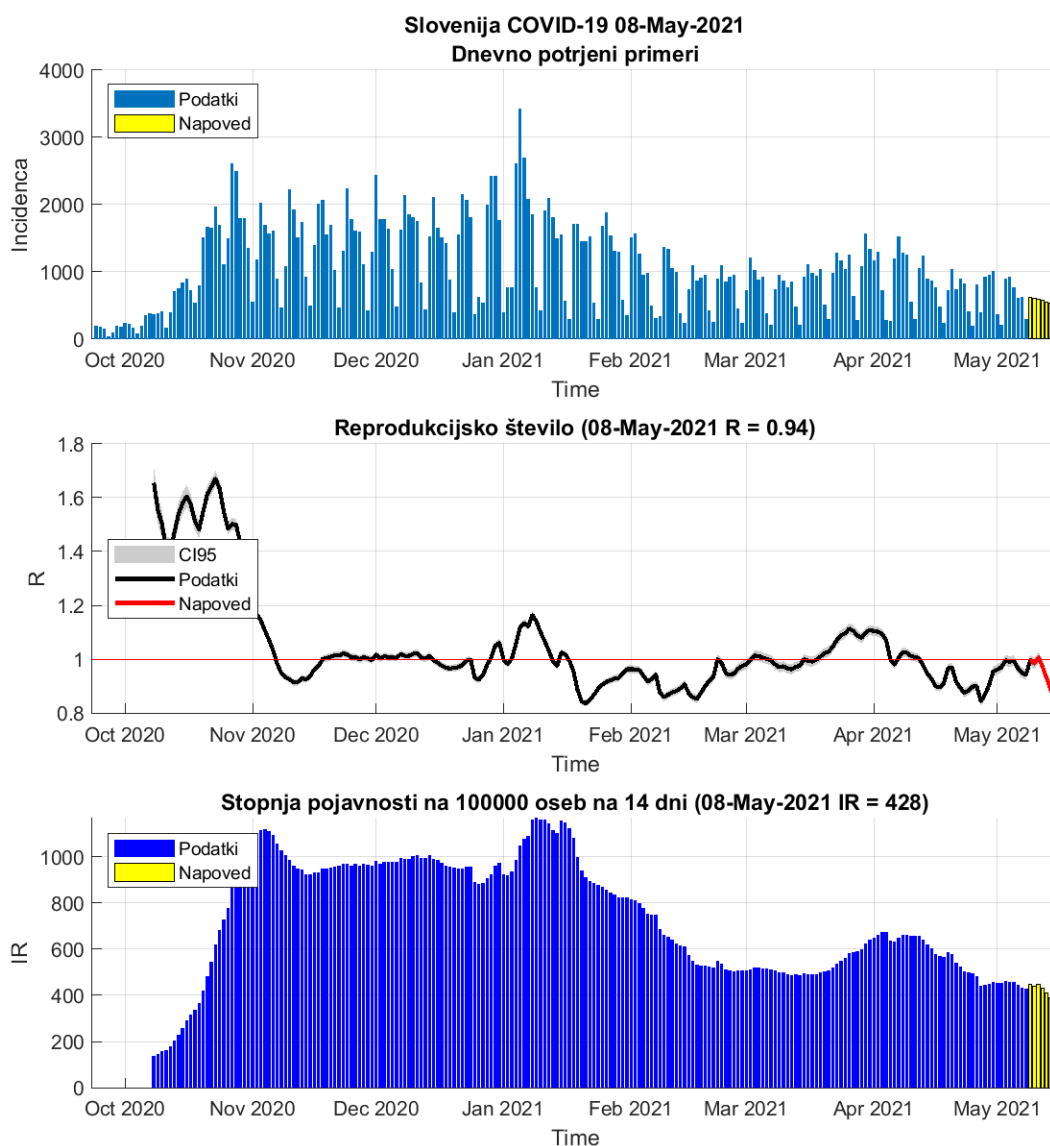 Slovenija COVID-19 08-May-2021
Dnevno potrjeni primeri
4000
3000
2000
1000
0
Incidenca
Podatki
Napoved
Oct 2020 Nov 2020 Dec 2020 Jan 2021 Feb 2021 Mar 2021 Apr 2021 May 2021
Time
Reprodukcijsko število (08-May-2021 R = 0.94)
1.8
1.6
1.4
1.2
1
0.8
R
CI95
Podatki
Napoved
Oct 2020 Nov 2020 Dec 2020 Jan 2021 Feb 2021 Mar 2021 Apr 2021 May 2021
Time
Stopnja pojavnosti na 100000 oseb na 14 dni (08-May-2021 IR = 428)
1000
800
600
400
200
0
IR
Podatki
Napoved
Oct 2020 Nov 2020 Dec 2020 Jan 2021 Feb 2021 Mar 2021 Apr 2021 May 2021
Time